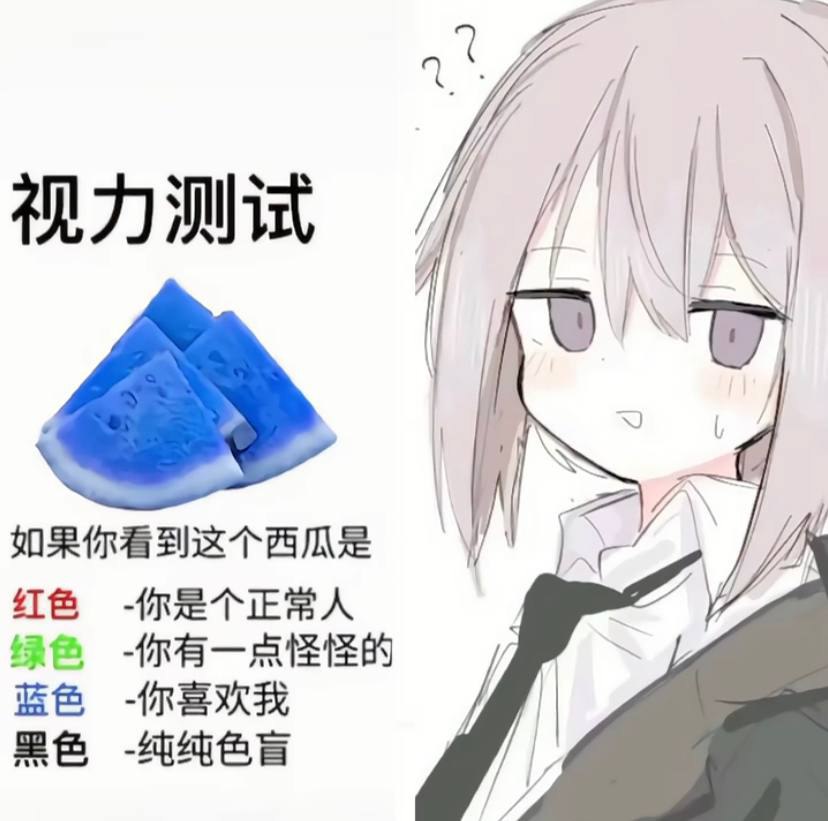 视力测试
如果你看到这个西瓜是
红色 -你是个正常人
绿色 -你有一点怪怪的
蓝色 -你喜欢我
黑色 -纯纯色盲
??